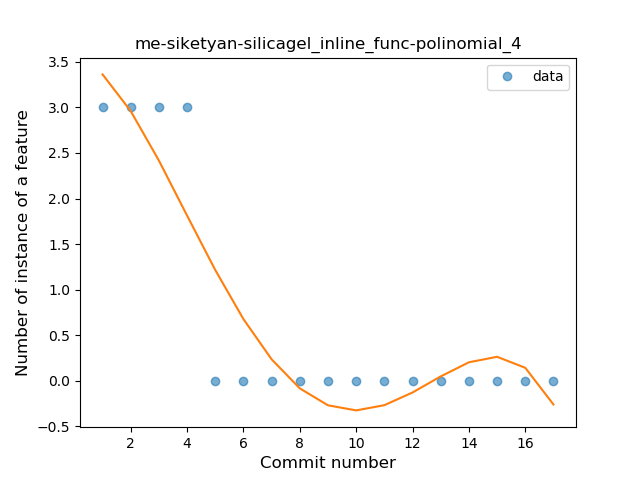 me-siketyan-silicagel_inline_func-polinomial_4
data
Number of instance of a feature
3.5
3.0
2.5
2.0
1.5
1.0
0.5
0.0
−0.5
2 4 6 8 10 12 14 16
Commit number